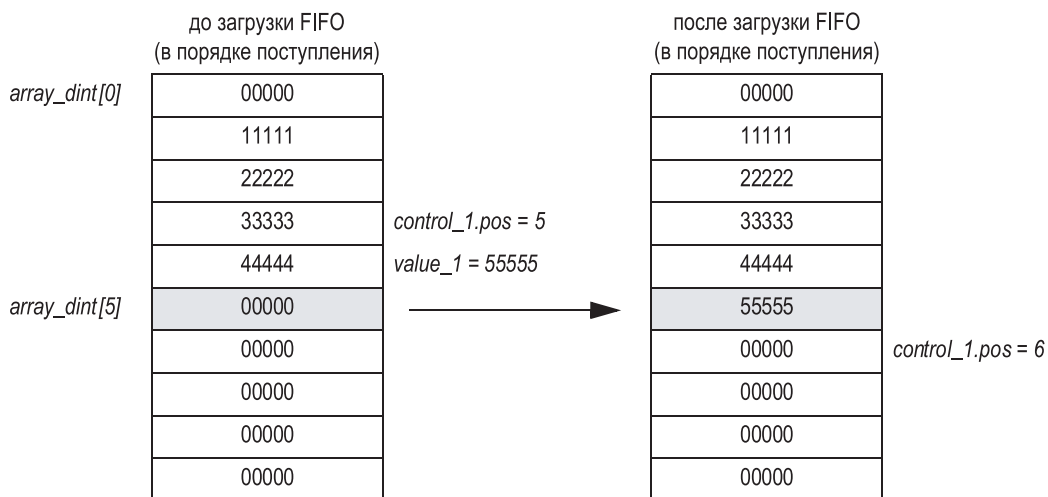 до загрузки FIFO
(в порядке поступления)
после загрузки FIFO
(в порядке поступления)
array_dint[0] 00000 00000
11111 11111
22222 22222
33333 control_1.pos = 5 33333
44444 value_1 = 55555 44444
array_dint[5] 00000 55555
00000 00000 control_1.pos = 6
00000 00000
00000 00000
00000 00000